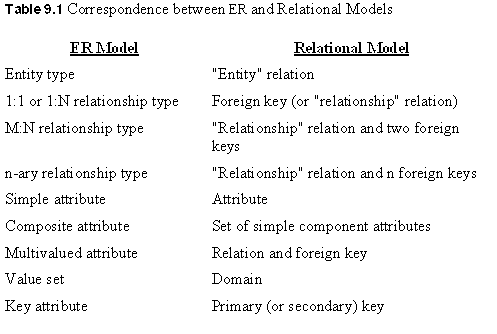 Table 9.1 Correspondence between ER and Relational Models
ER Model Relational Model
Entity type "Entity" relation
1:1 or 1:N relationship type Foreign key (or "relationship" relation)
M:N relationship type "Relationship" relation and two foreign
keys
n-ary relationship type "Relationship" relation and n foreign keys
Simple attribute Attribute
Composite attribute Set of simple component attributes
Multivalued attribute Relation and foreign key
Value set Domain
Key attribute Primary (or secondary) key